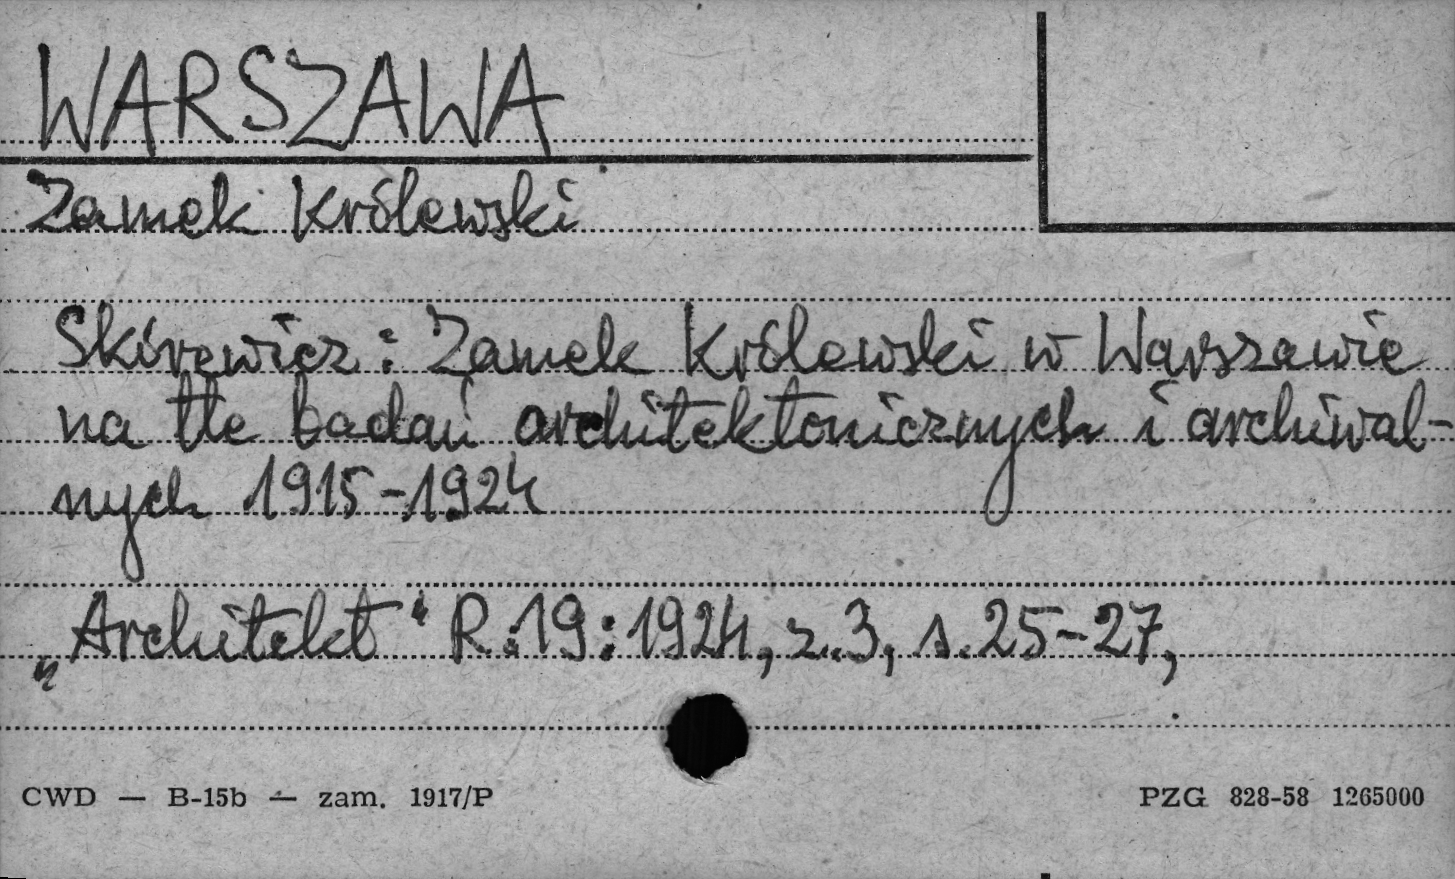 WARSZAWA
Zamek Królewski
Skórewicz: Zamek Królewski w Warszawie
na tle badań architektonicznych i archiwal-
nych 1915-1924
„Architekt" R.19:1924, z.3, s.25-27,
CWD — B-15b — zam. 1917/P
PZG 828-58 1265000